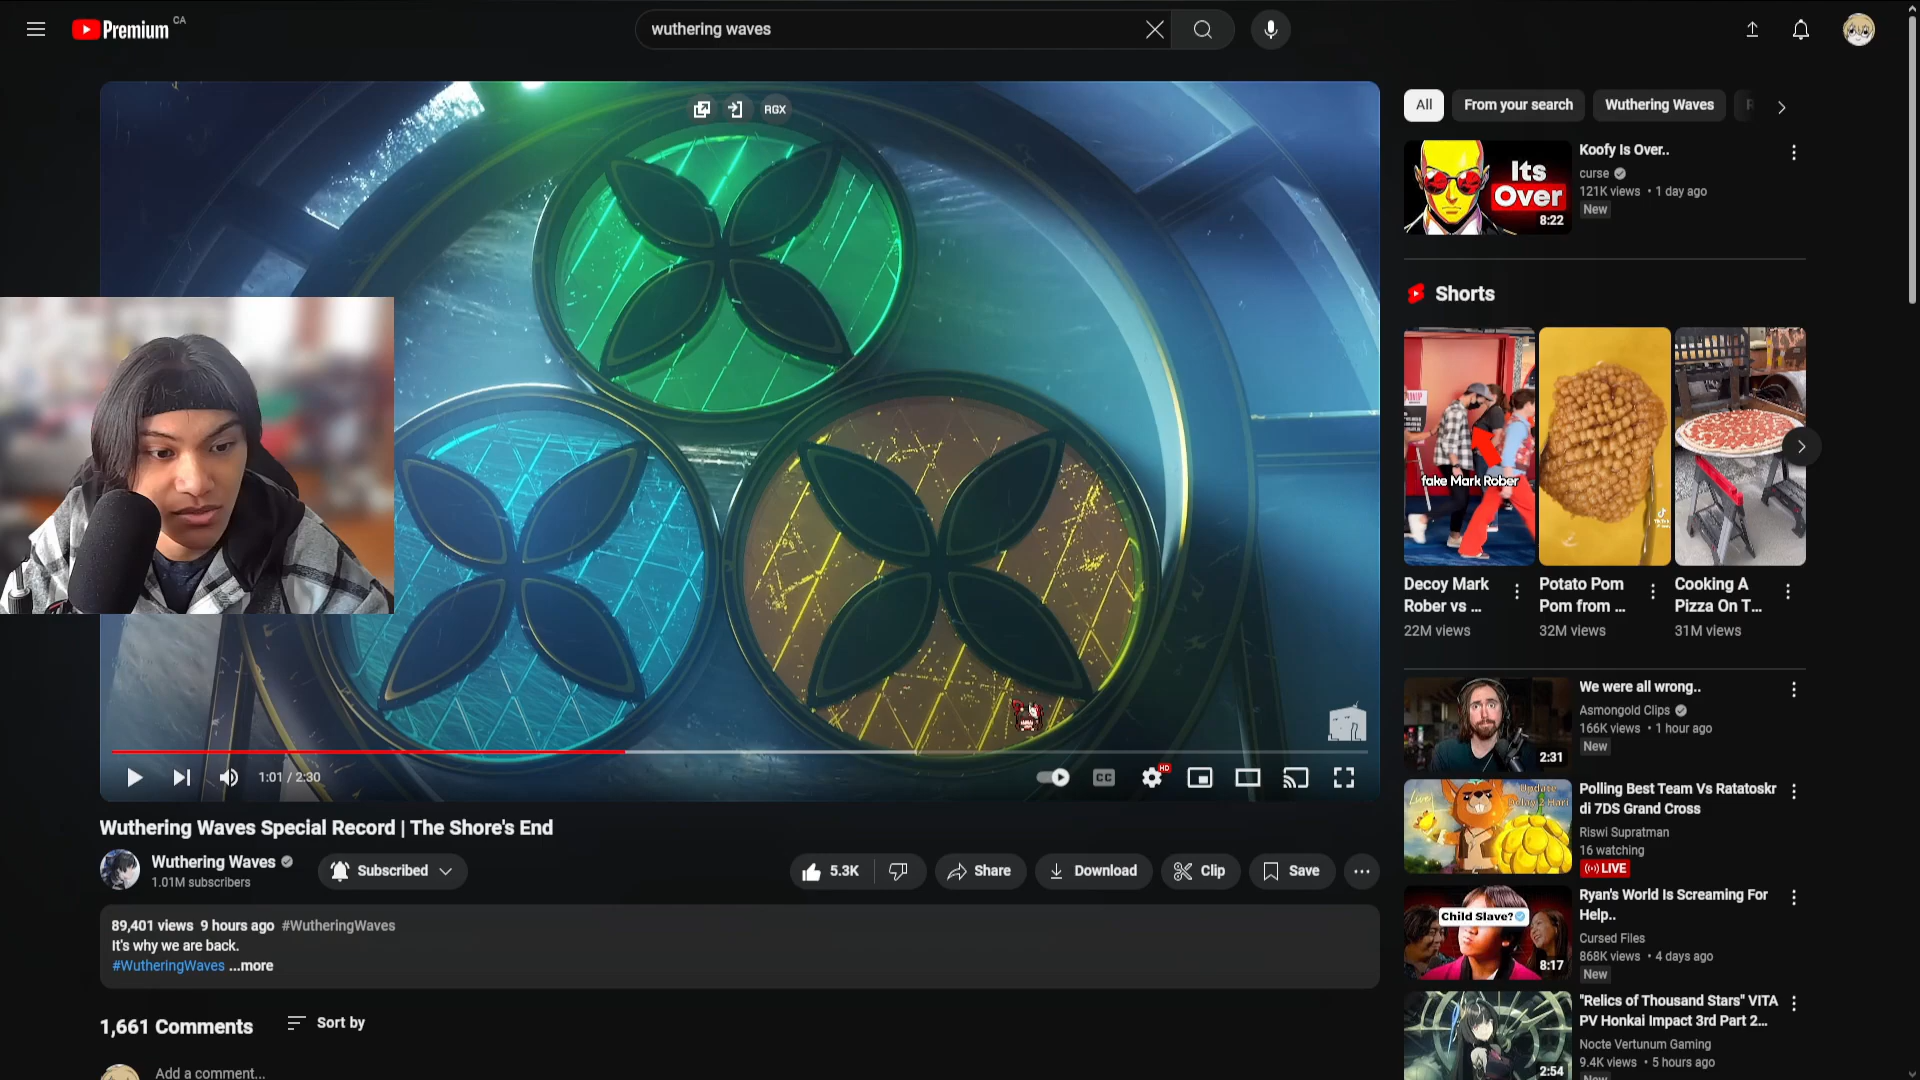 Premium CA
wuthering waves
RGX
1:01 / 2:30
CC
HD
Wuthering Waves Special Record | The Shore's End
Wuthering Waves
1.01M subscribers
Subscribed
5.3K
Share
Download
Clip
Save
89,401 views 9 hours ago #WutheringWaves
It's why we are back.
#WutheringWaves ...more
1,661 Comments
Sort by
Add a comment...
All
From your search
Wuthering Waves
Its
Over
8:22
Koofy Is Over..
curse
121K views • 1 day ago
New
Shorts
fake Mark Rober
Decoy Mark
Rober vs ...
22M views
Potato Pom
Pom from ...
32M views
Cooking A
Pizza On T...
31M views
2:31
We were all wrong..
Asmongold Clips
166K views • 1 hour ago
New
Live
Update
Delay 2 Hari
Polling Best Team Vs Ratatoskr
di 7DS Grand Cross
Riswi Supratman
16 watching
LIVE
Child Slave?
8:17
Ryan's World Is Screaming For
Help..
Cursed Files
868K views • 4 days ago
New
2:54
"Relics of Thousand Stars" VITA
PV Honkai Impact 3rd Part 2...
Nocte Vertunum Gaming
9.4K views • 5 hours ago
New